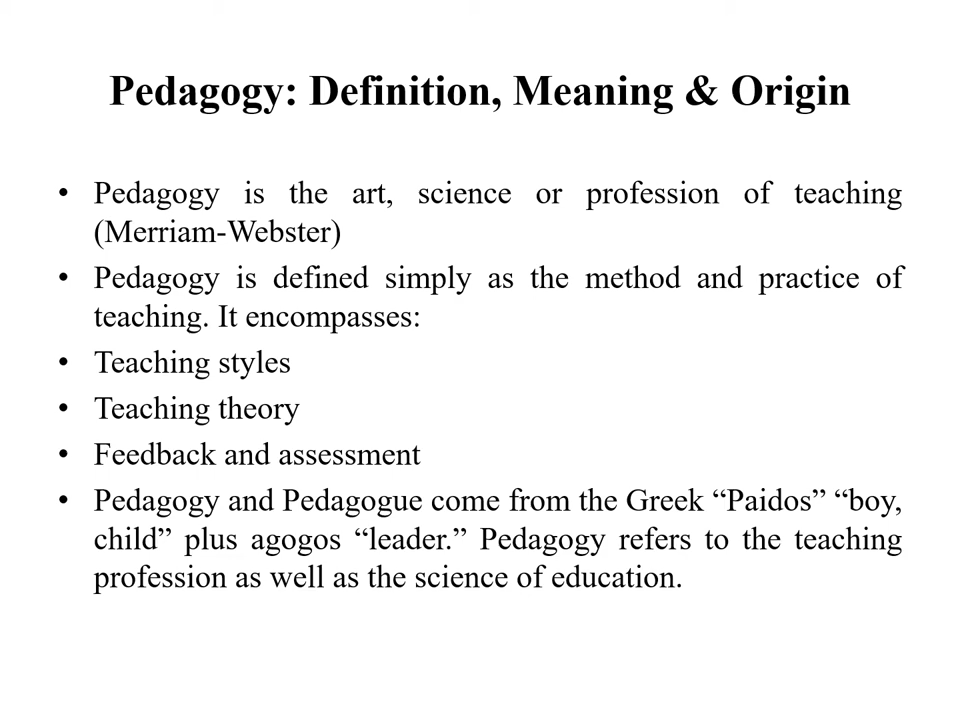 Pedagogy: Definition, Meaning & Origin
• Pedagogy is the art, science or profession of teaching
(Merriam-Webster)
• Pedagogy is defined simply as the method and practice of
teaching. It encompasses:
• Teaching styles
• Teaching theory
• Feedback and assessment
• Pedagogy and Pedagogue come from the Greek “Paidos” “boy,
child” plus agogos “leader.” Pedagogy refers to the teaching
profession as well as the science of education.